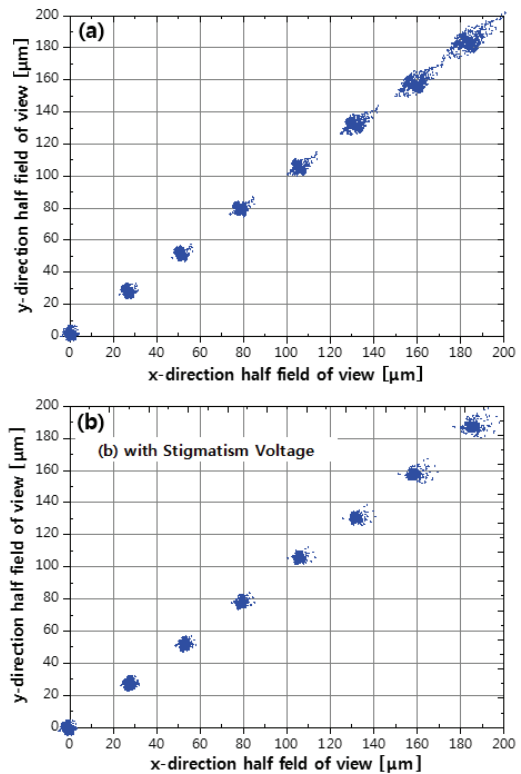 (a)
y-direction half field of view [µm]
200
180
160
140
120
100
80
60
40
20
0
0 20 40 60 80 100 120 140 160 180 200
x-direction half field of view [µm]
(b)
(b) with Stigmatism Voltage
y-direction half field of view [µm]
200
180
160
140
120
100
80
60
40
20
0
0 20 40 60 80 100 120 140 160 180 200
x-direction half field of view [µm]